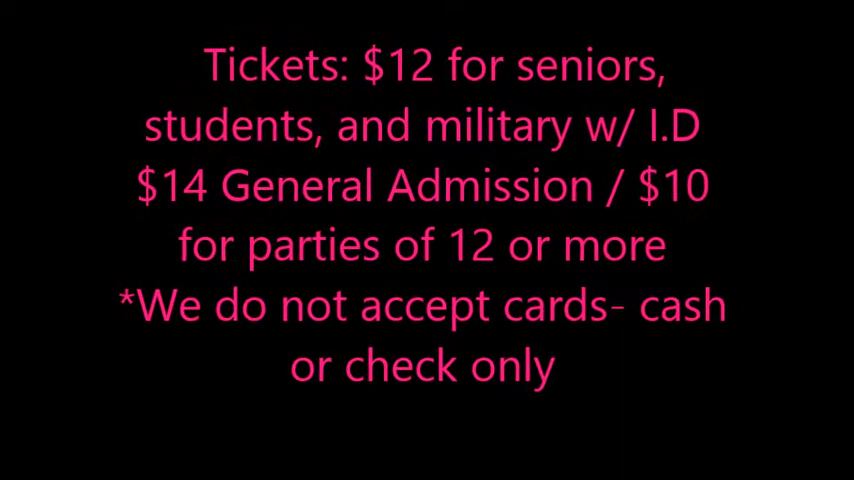 Tickets: $12 for seniors,
students, and military w/ I.D
$14 General Admission / $10
for parties of 12 or more
*We do not accept cards- cash
or check only